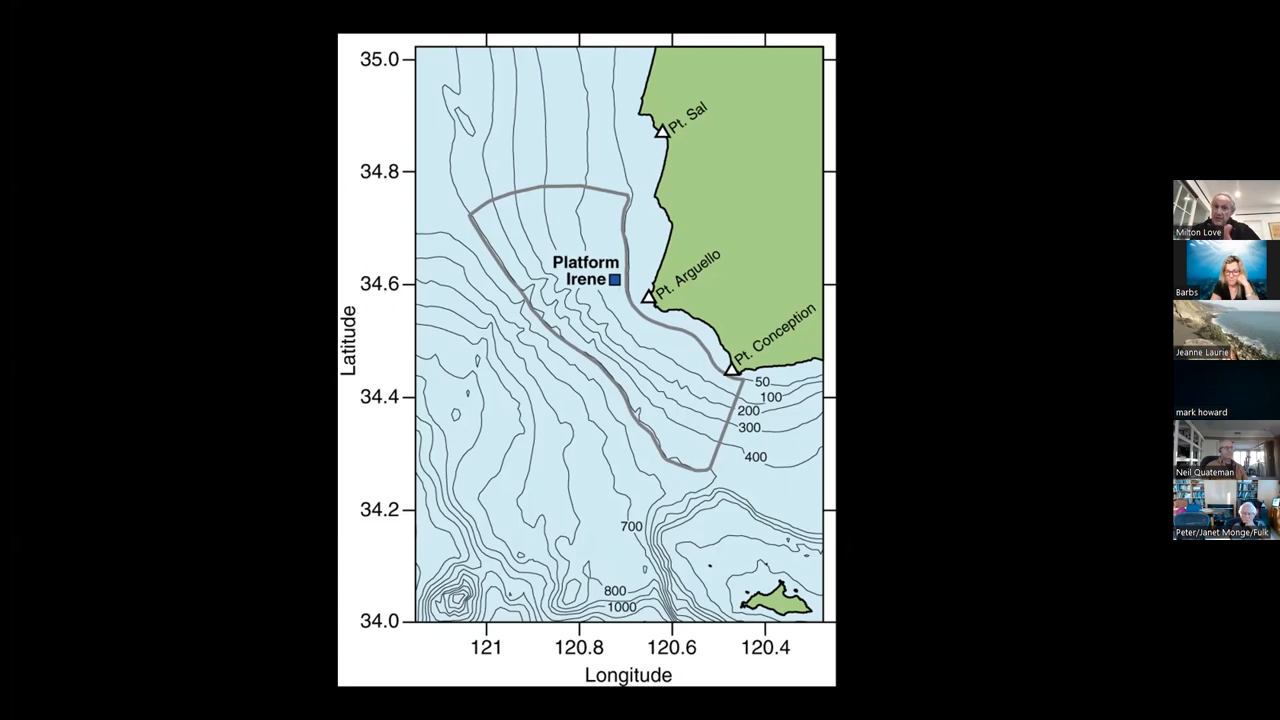 35.0
34.8
34.6
34.4
34.2
34.0
Latitude
121
120.8
120.6
120.4
Longitude
Pt. Sal
Platform
Irene
Pt. Arguello
Pt. Conception
50
100
200
300
400
700
800
1000
Milton Love
Barbs
Jeanne Laurie
mark howard
Neil Quateman
Peter/Janet Monge/Fulk